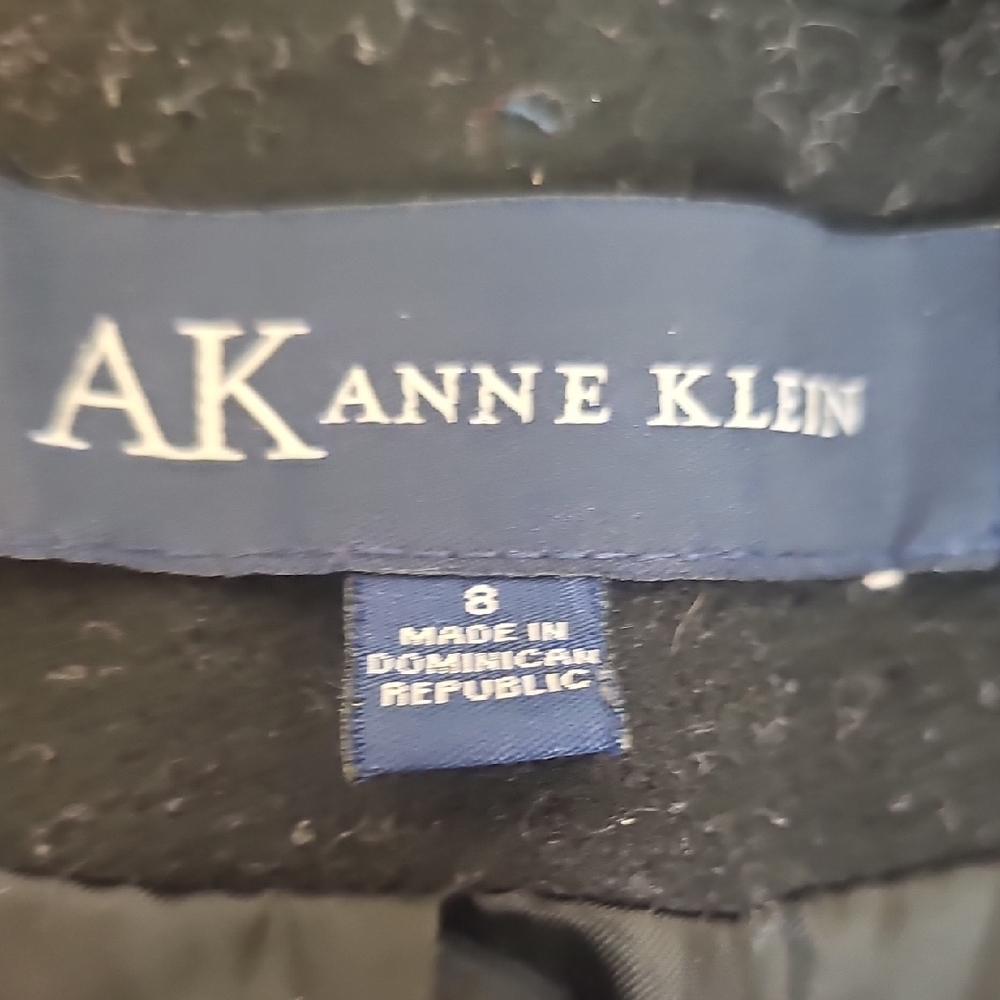 AK ANNE KLEIN
8
MADE IN
DOMINICAN
REPUBLIC